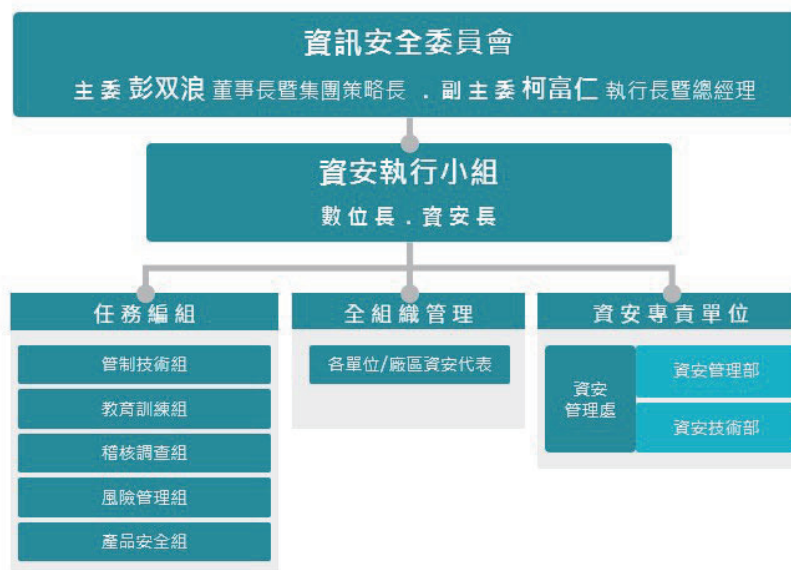 資訊安全委員會
主委 彭双浪 董事長暨集團策略長 . 副主委 柯富仁 執行長暨總經理
資安執行小組
數位長 . 資安長
任務編組
管制技術組
教育訓練組
稽核調查組
風險管理組
產品安全組
全組織管理
各單位/廠區資安代表
資安專責單位
資安
管理處
資安管理部
資安技術部